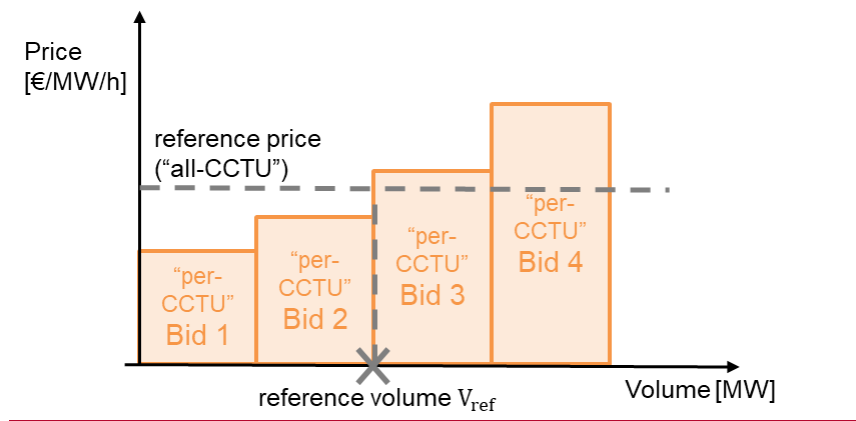 Price
[€/MW/h]
reference price
(“all-CCTU”)
“per-
CCTU”
Bid 1
“per-
CCTU”
Bid 2
“per-
CCTU”
Bid 3
“per-
CCTU”
Bid 4
reference volume Vref
Volume [MW]